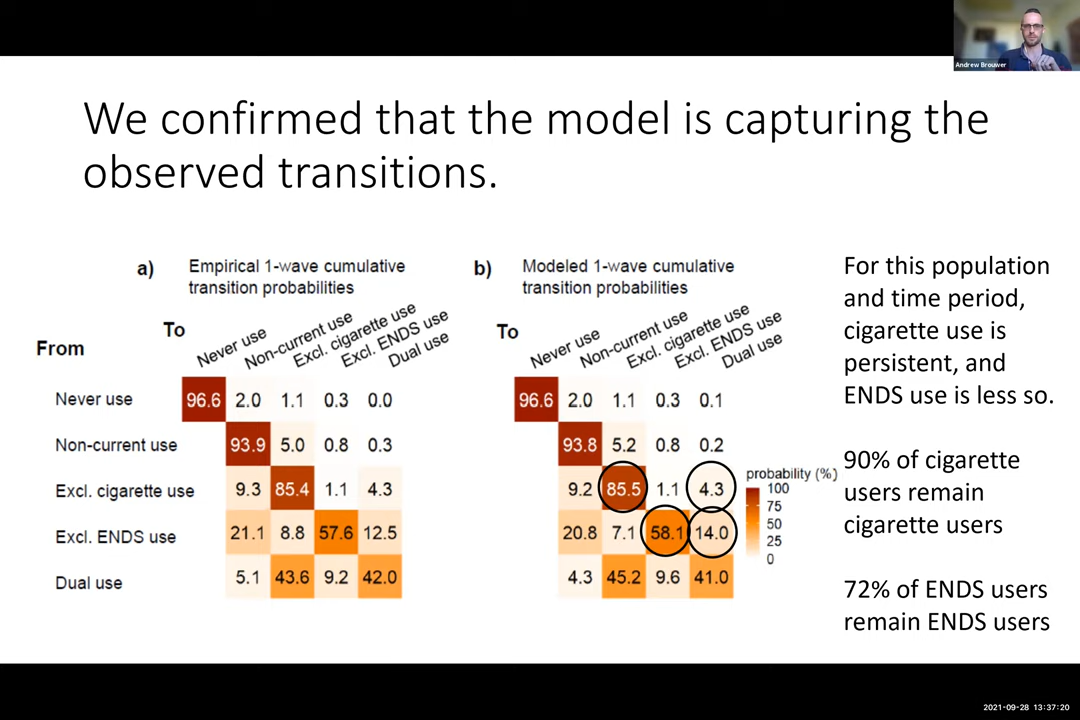 Andrew Brouwer
We confirmed that the model is capturing the
observed transitions.
a)
Empirical 1-wave cumulative
transition probabilities
To
From
Never use
Non-current use
Excl. cigarette use
Excl. ENDS use
Dual use
Never use 96.6 2.0 1.1 0.3 0.0
Non-current use 93.9 5.0 0.8 0.3
Excl. cigarette use 9.3 85.4 1.1 4.3
Excl. ENDS use 21.1 8.8 57.6 12.5
Dual use 5.1 43.6 9.2 42.0
b)
Modeled 1-wave cumulative
transition probabilities
To
Never use
Non-current use
Excl. cigarette use
Excl. ENDS use
Dual use
96.6 2.0 1.1 0.3 0.1
93.8 5.2 0.8 0.2
9.2 85.5 1.1 4.3
20.8 7.1 58.1 14.0
4.3 45.2 9.6 41.0
probability (%)
100
75
50
25
0
For this population
and time period,
cigarette use is
persistent, and
ENDS use is less so.
90% of cigarette
users remain
cigarette users
72% of ENDS users
remain ENDS users
2021-09-28 13:37:20